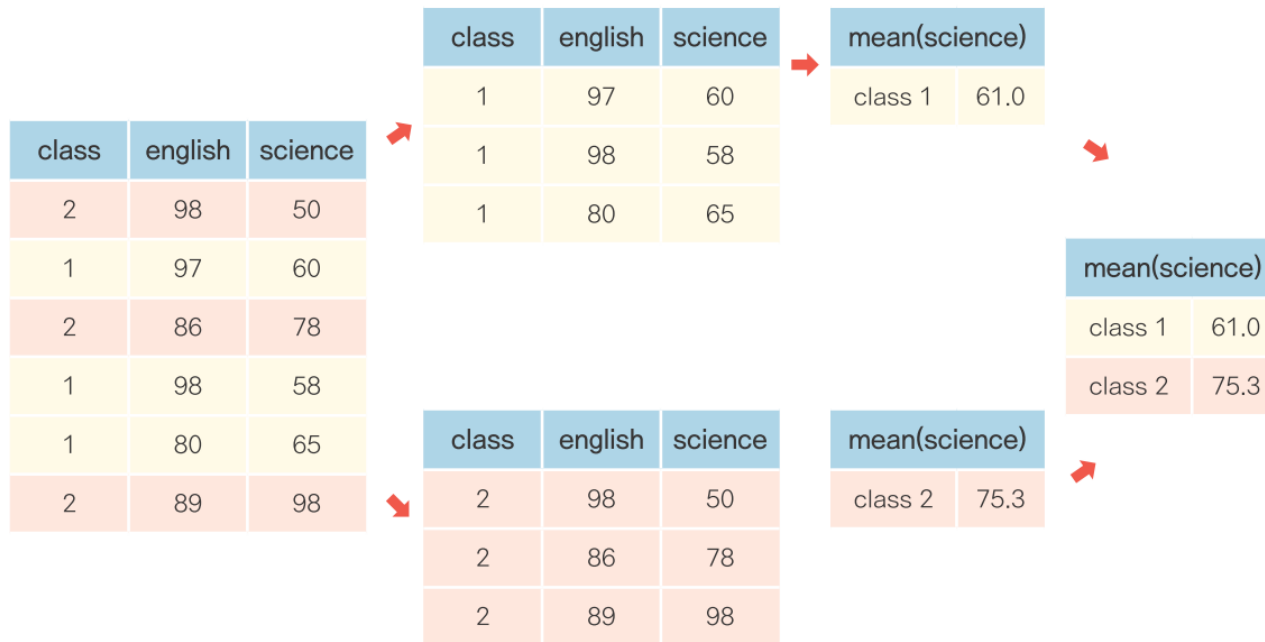 class english science
2 98 50
1 97 60
2 86 78
1 98 58
1 80 65
2 89 98
class english science
1 97 60
1 98 58
1 80 65
mean(science)
class 1 61.0
class english science
2 98 50
2 86 78
2 89 98
mean(science)
class 2 75.3
mean(science)
class 1 61.0
class 2 75.3